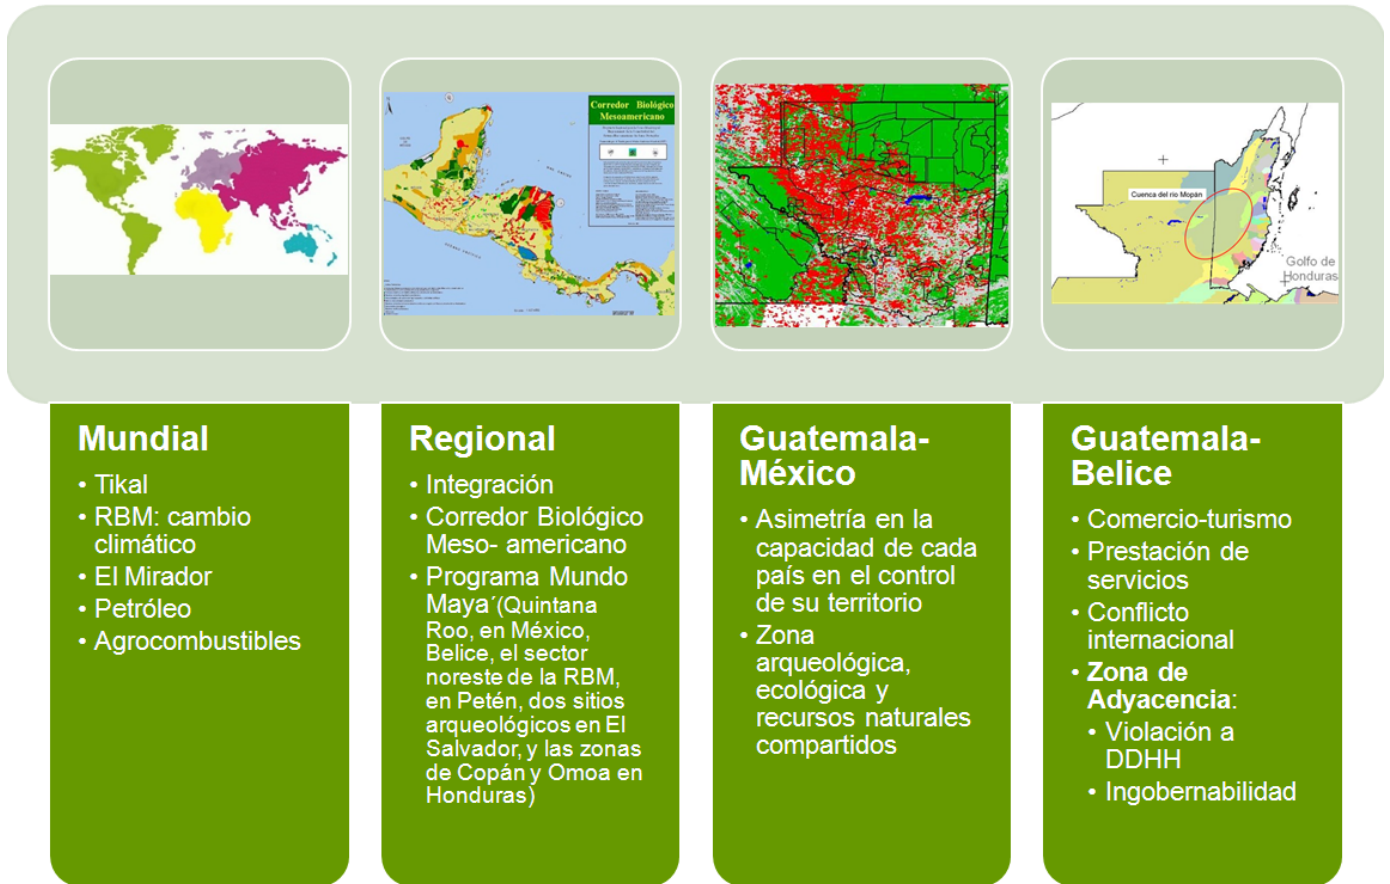 Corredor Biológico
Mesoamericano
Cuenca del río Mopán
Golfo de
Honduras
Mundial
• Tikal
• RBM: cambio
climático
• El Mirador
• Petróleo
• Agrocombustibles
Regional
• Integración
• Corredor Biológico
Meso- americano
• Programa Mundo
Maya´(Quintana
Roo, en México,
Belice, el sector
noreste de la RBM,
en Petén, dos sitios
arqueológicos en El
Salvador, y las zonas
de Copán y Omoa en
Honduras)
Guatemala-
México
• Asimetría en la
capacidad de cada
país en el control
de su territorio
• Zona
arqueológica,
ecológica y
recursos naturales
compartidos
Guatemala-
Belice
• Comercio-turismo
• Prestación de
servicios
• Conflicto
internacional
• Zona de
Adyacencia:
• Violación a
DDHH
• Ingobernabilidad